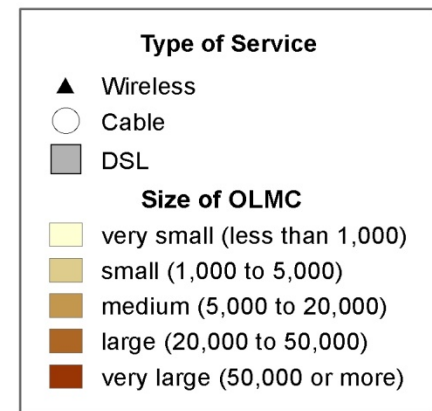 Type of Service
Wireless
Cable
DSL
Size of OLMC
very small (less than 1,000)
small (1,000 to 5,000)
medium (5,000 to 20,000)
large (20,000 to 50,000)
very large (50,000 or more)